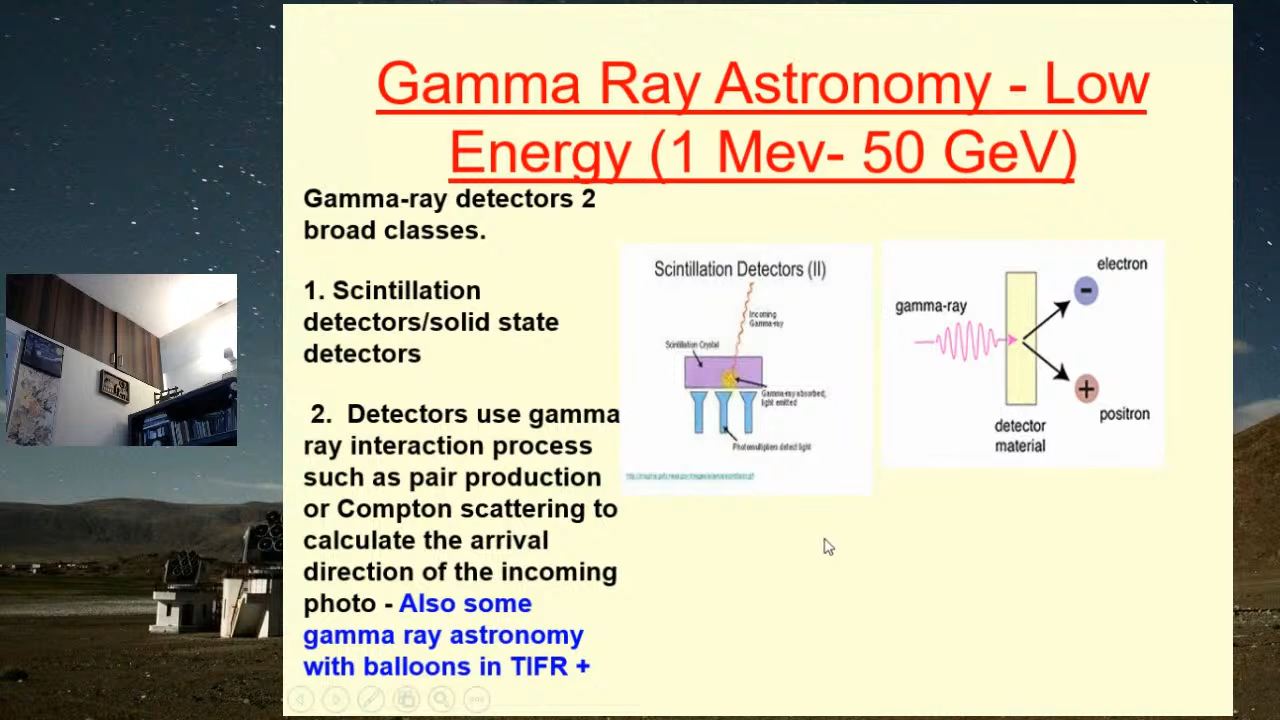 Gamma Ray Astronomy - Low
Energy (1 Mev- 50 GeV)
Gamma-ray detectors 2
broad classes.
1. Scintillation
detectors/solid state
detectors
2. Detectors use gamma
ray interaction process
such as pair production
or Compton scattering to
calculate the arrival
direction of the incoming
photo - Also some
gamma ray astronomy
with balloons in TIFR +
Scintillation Detectors (II)
Incoming
Gamma-ray
Scintillation Crystal
Gamma-ray absorbed,
light emitted
Photomultipliers detect light
electron
gamma-ray
-
+
positron
detector
material